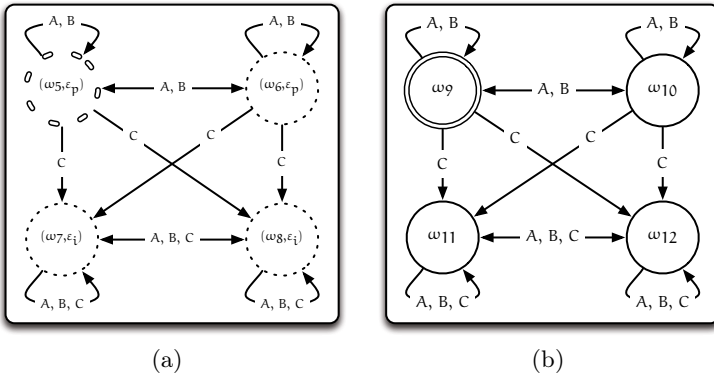 A, B
A, B
(ω5,εp)
A, B
(ω6,εp)
C
C
C
C
(ω7,εi)
A, B, C
(ω8,εi)
A, B, C
A, B, C
(a)
A, B
A, B
ω9
A, B
ω10
C
C
C
C
ω11
A, B, C
ω12
A, B, C
A, B, C
(b)